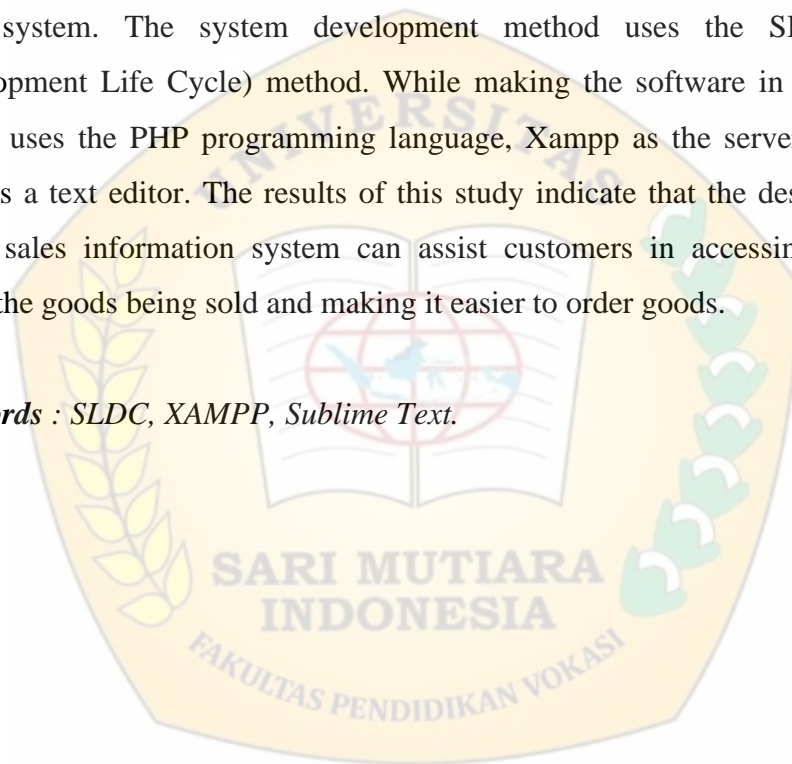 system. The system development method uses the
opment Life Cycle) method. While making the software in
uses the PHP programming language, Xampp as the server
s a text editor. The results of this study indicate that the des
sales information system can assist customers in accessin
the goods being sold and making it easier to order goods.
ords : SLDC, XAMPP, Sublime Text.
UNIVERSITAS
SARI MUTIARA
INDONESIA
FAKULTAS PENDIDIKAN VOKASI